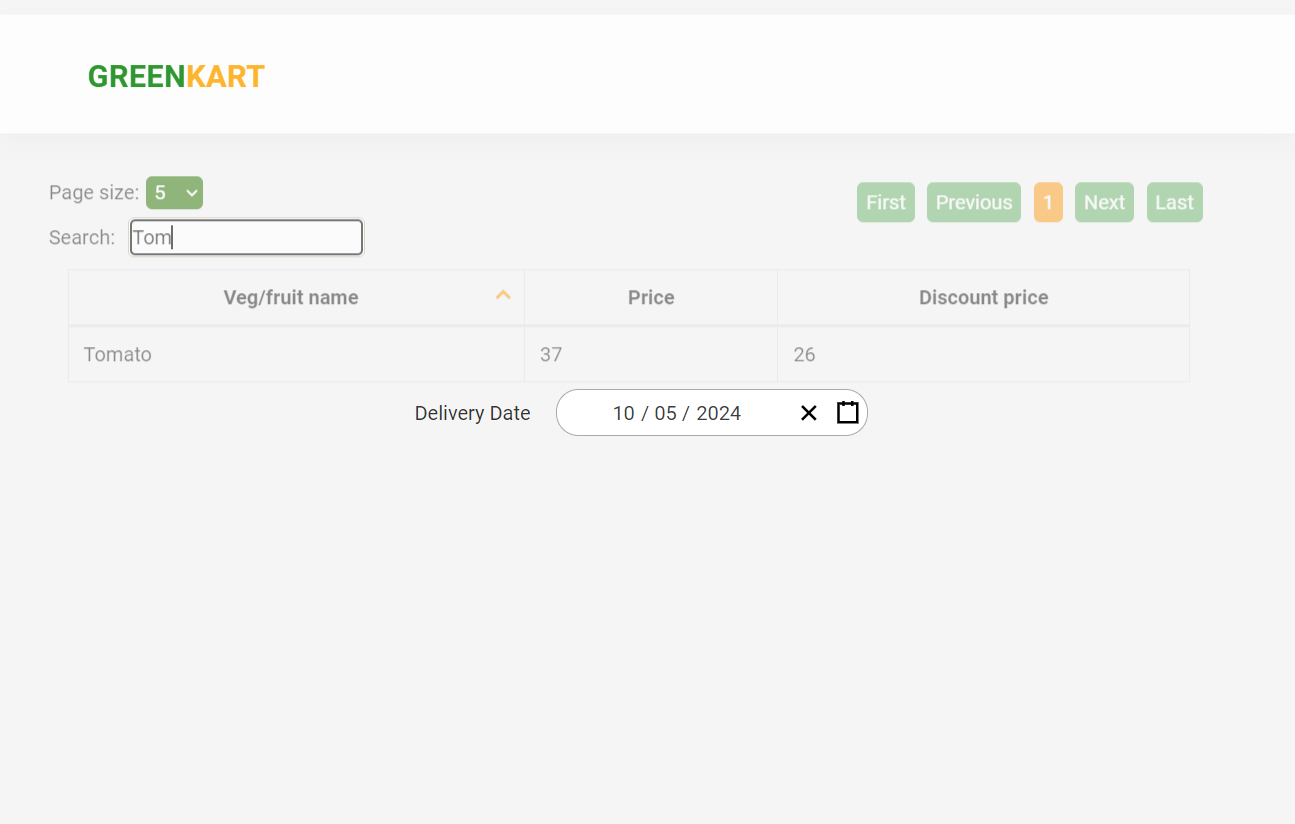 GREENKART
Page size: 5
First Previous 1 Next Last
Search: Tom
Veg/fruit name Price Discount price
Tomato 37 26
Delivery Date 10 / 05 / 2024